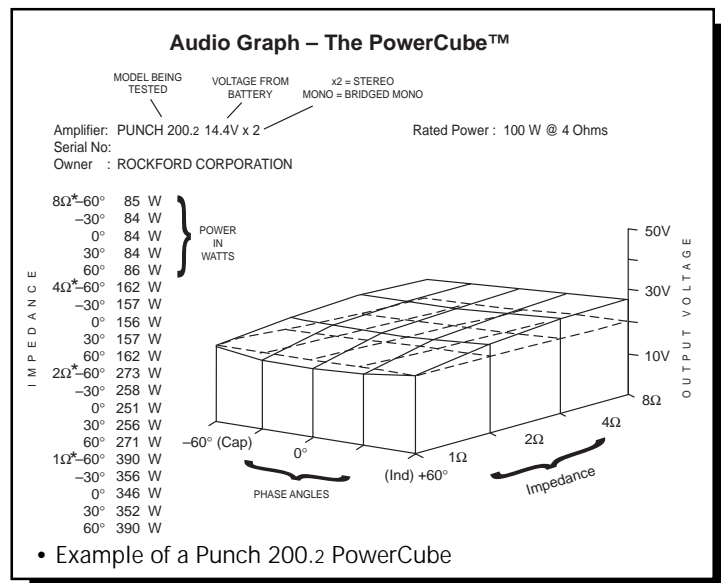 Audio Graph – The PowerCube™
MODEL BEING TESTED
VOLTAGE FROM BATTERY
x2 = STEREO
MONO = BRIDGED MONO
Amplifier: PUNCH 200.2 14.4V x 2
Rated Power : 100 W @ 4 Ohms
Serial No:
Owner : ROCKFORD CORPORATION
IMPEDANCE
8Ω*–60° 85 W
–30° 84 W
0° 84 W
30° 84 W
60° 86 W
4Ω*–60° 162 W
–30° 157 W
0° 156 W
30° 157 W
60° 162 W
2Ω*–60° 273 W
–30° 258 W
0° 251 W
30° 256 W
60° 271 W
1Ω*–60° 390 W
–30° 356 W
0° 346 W
30° 352 W
60° 390 W
POWER
IN
WATTS
50V
30V
10V
OUTPUT VOLTAGE
8Ω
4Ω
2Ω
1Ω
Impedance
–60° (Cap)
0°
(Ind) +60°
PHASE ANGLES
• Example of a Punch 200.2 PowerCube